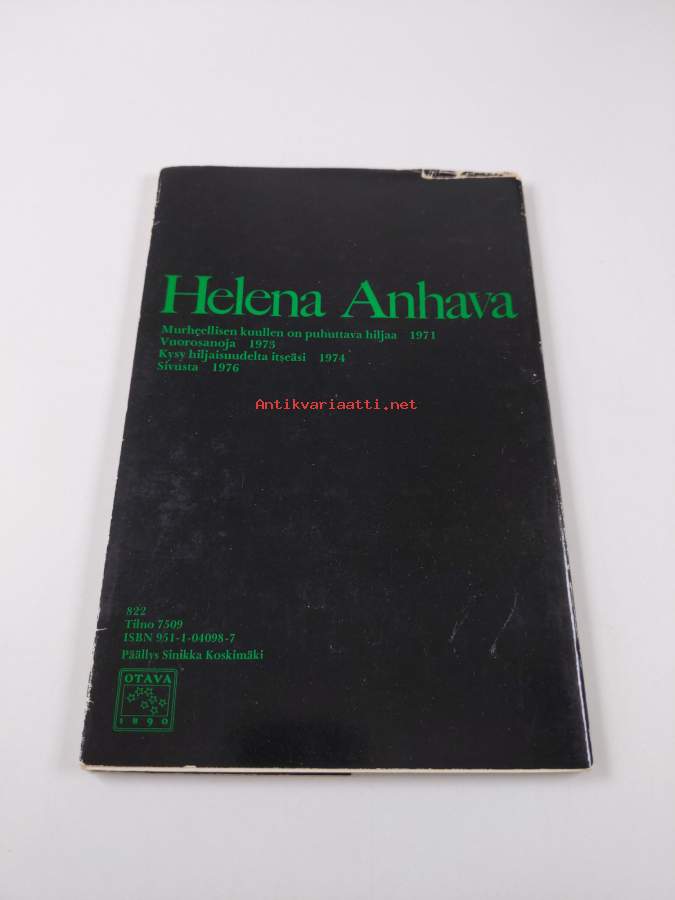 Helena Anhava
Murheellisen kuullen on puhuttava hiljaa 1971
Vuorosanoja 1973
Kysy hiljaisuudelta itseäsi 1974
Sivusta 1976
Antikvariaatti.net
822
Tilno 7509
ISBN 951-1-04098-7
Päällys Sinikka Koskimäki
OTAVA
1890